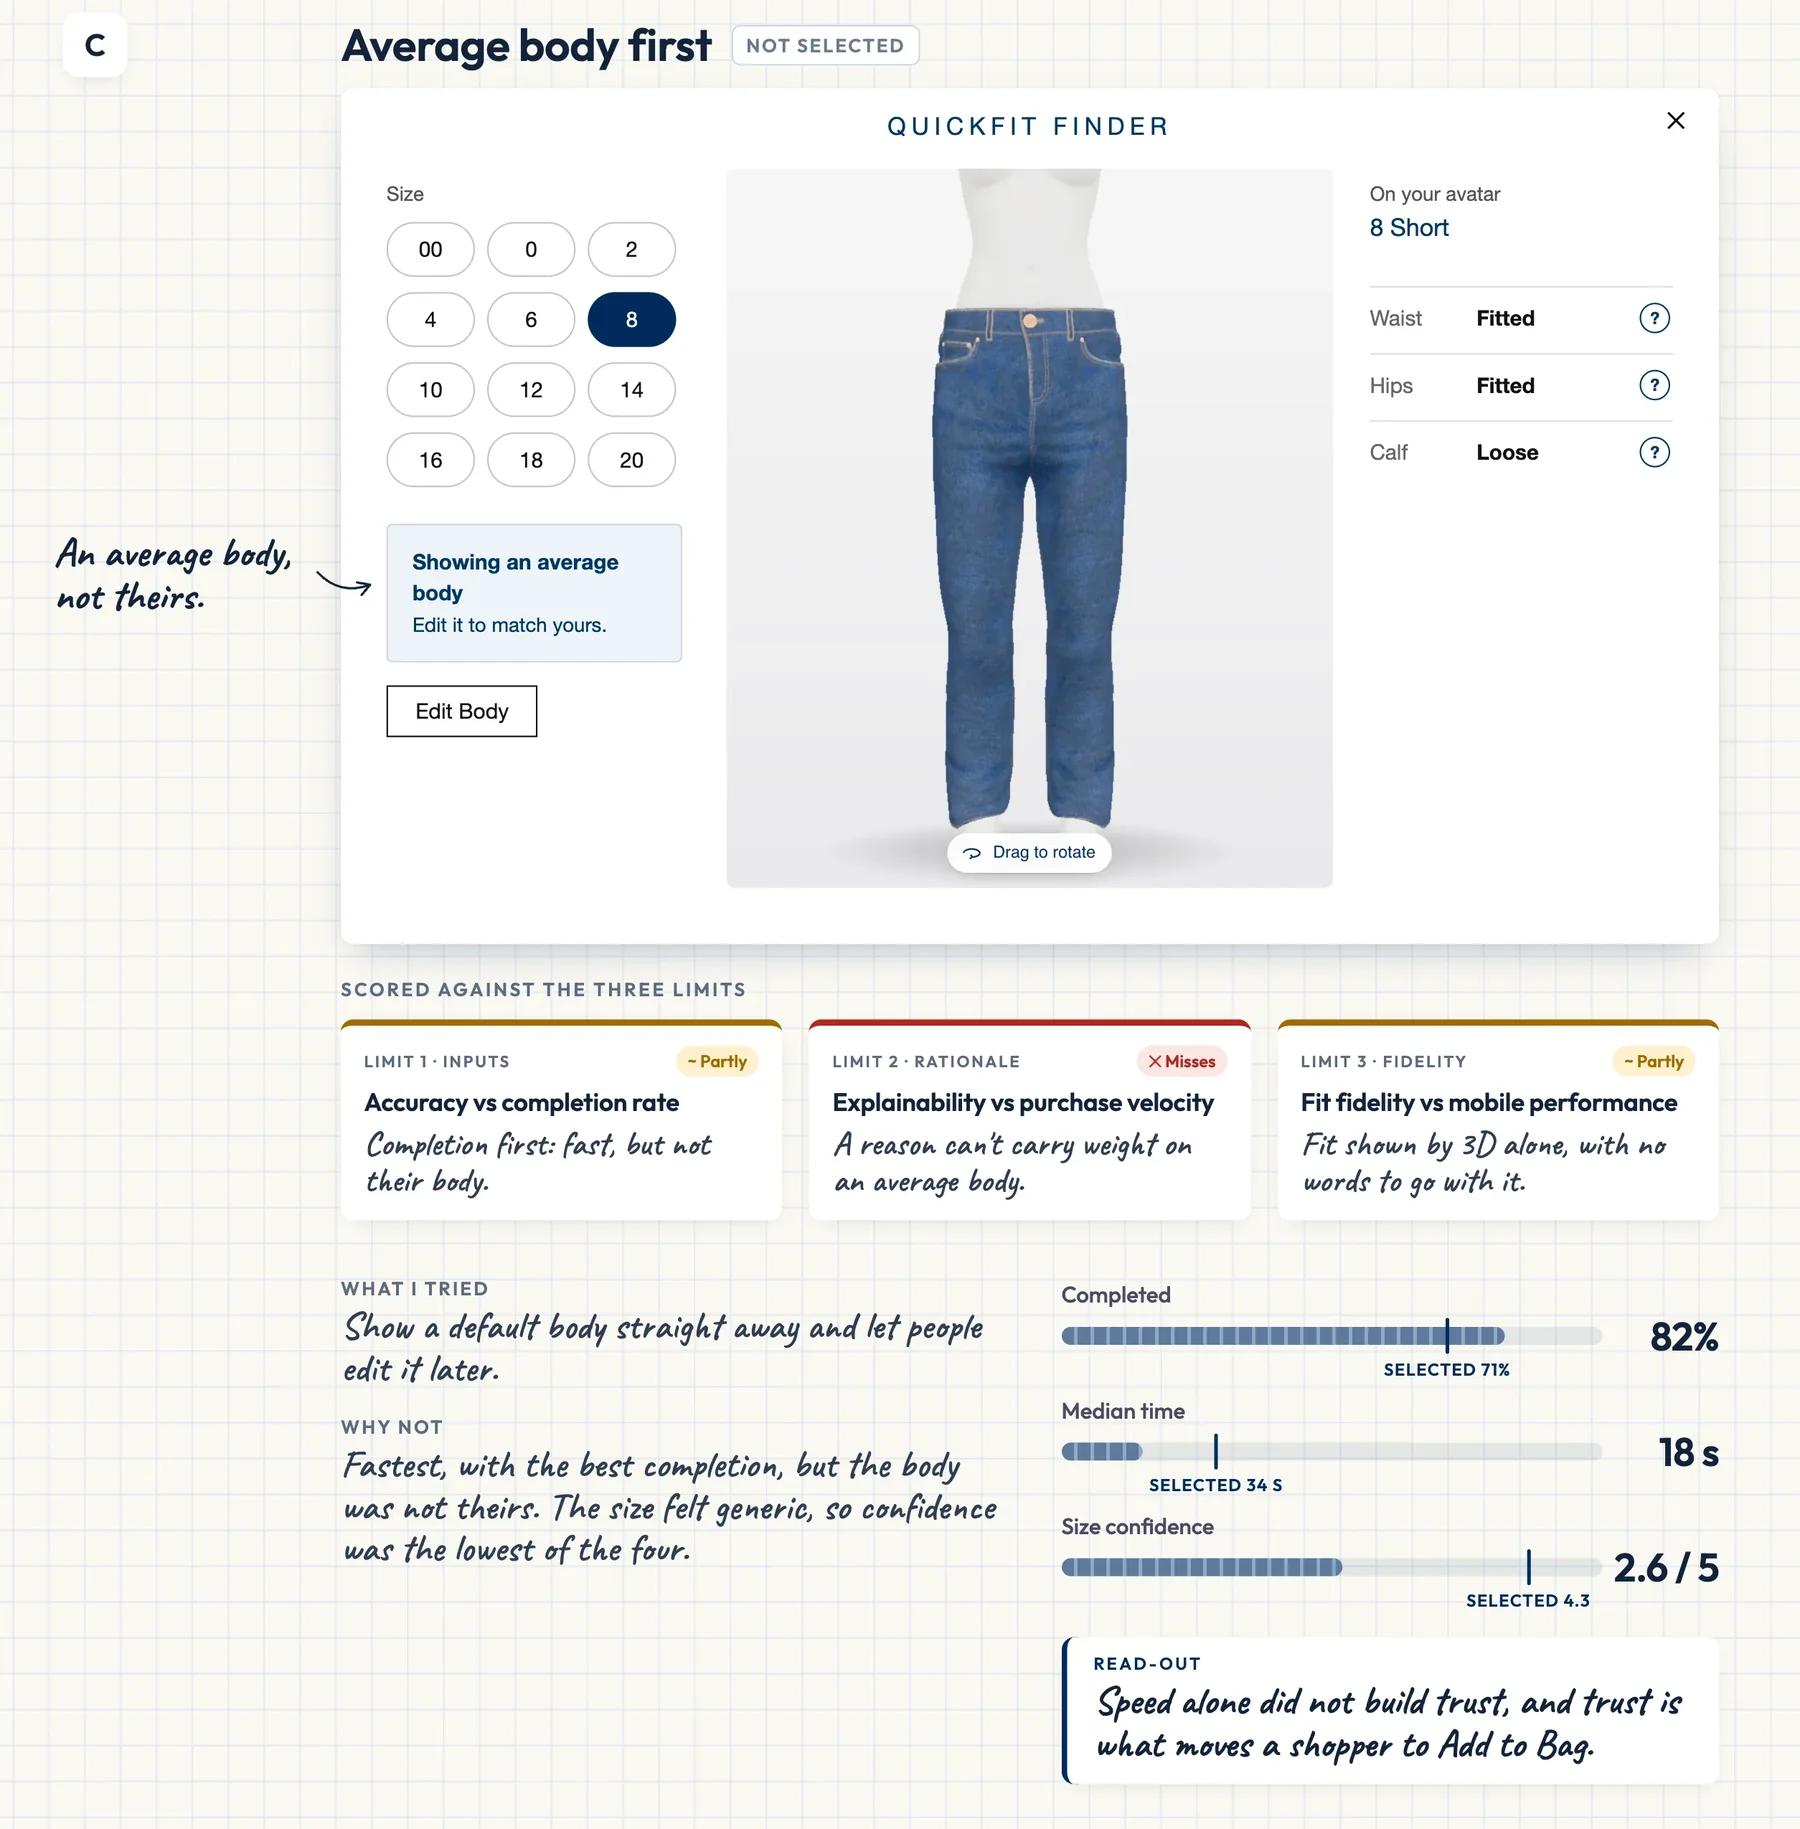 C
Average body first
NOT SELECTED
QUICKFIT FINDER
Size
00 0 2
4 6 8
10 12 14
16 18 20
An average body,
not theirs.
Showing an average
body
Edit it to match yours.
Edit Body
Drag to rotate
On your avatar
8 Short
Waist Fitted ?
Hips Fitted ?
Calf Loose ?
SCORED AGAINST THE THREE LIMITS
LIMIT 1 · INPUTS ~ Partly
Accuracy vs completion rate
Completion first: fast, but not
their body.
LIMIT 2 · RATIONALE ✕ Misses
Explainability vs purchase velocity
A reason can't carry weight on
an average body.
LIMIT 3 · FIDELITY ~ Partly
Fit fidelity vs mobile performance
Fit shown by 3D alone, with no
words to go with it.
WHAT I TRIED
Show a default body straight away and let people
edit it later.
WHY NOT
Fastest, with the best completion, but the body
was not theirs. The size felt generic, so confidence
was the lowest of the four.
Completed
82%
SELECTED 71%
Median time
18 s
SELECTED 34 S
Size confidence
2.6 / 5
SELECTED 4.3
READ-OUT
Speed alone did not build trust, and trust is
what moves a shopper to Add to Bag.